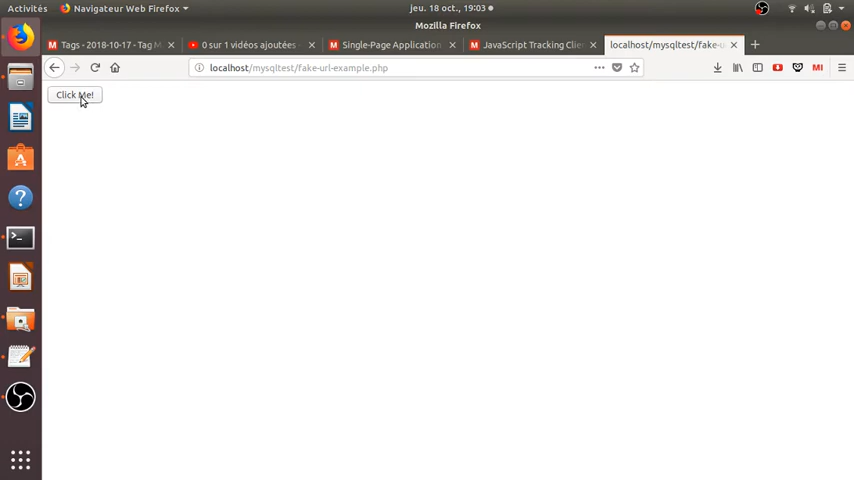 Activités Navigateur Web Firefox jeu. 18 oct., 19:03
Mozilla Firefox
Tags - 2018-10-17 - Tag M 0 sur 1 vidéos ajoutées - Single-Page Application JavaScript Tracking Clie localhost/mysqltest/fake-u
localhost/mysqltest/fake-url-example.php
Click Me!